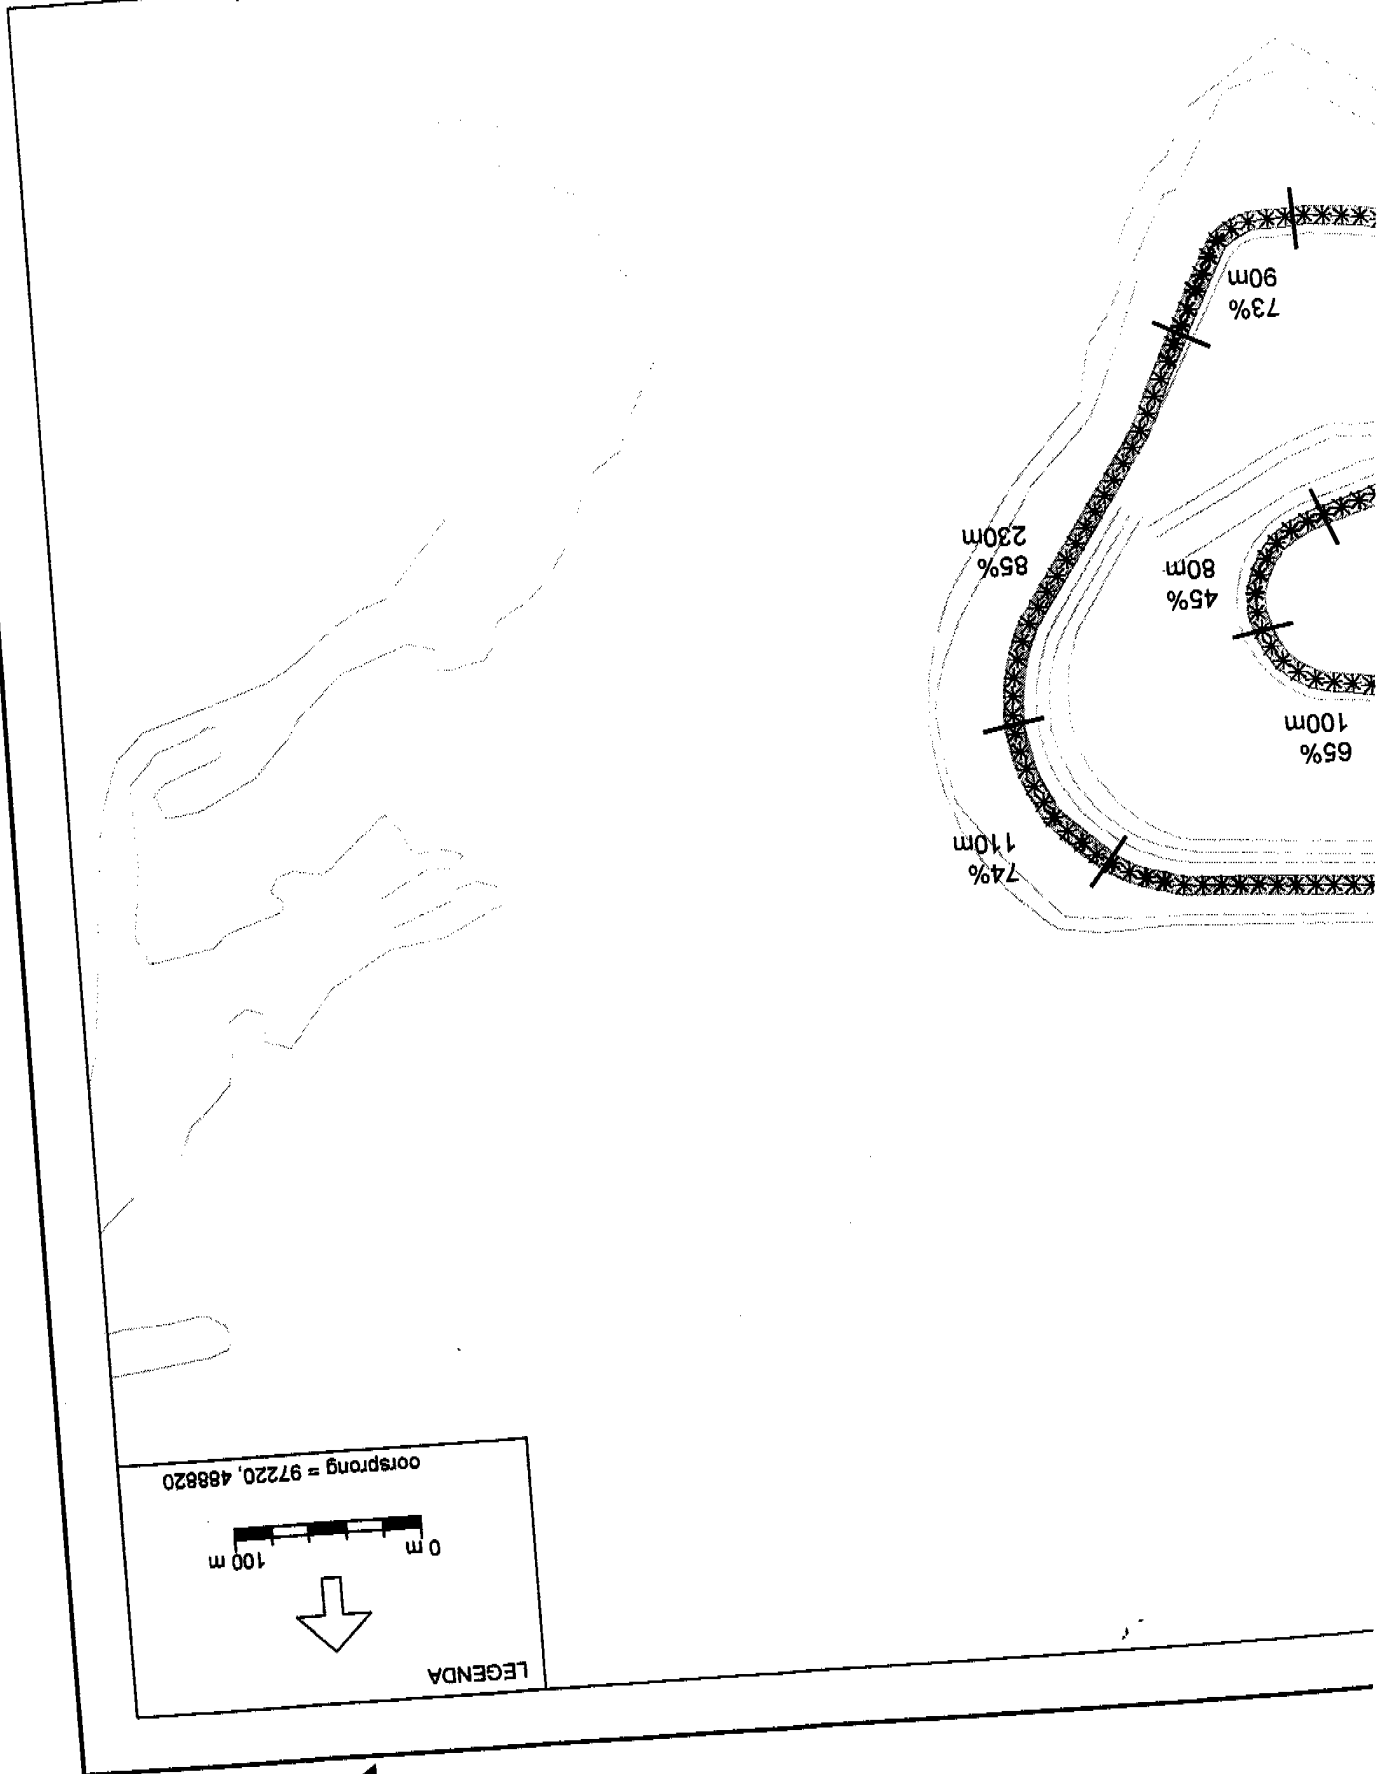 LEGENDA
0 m
100 m
oorsprong = 97220, 488820
74%
110m
65%
100m
45%
80m
85%
230m
73%
90m